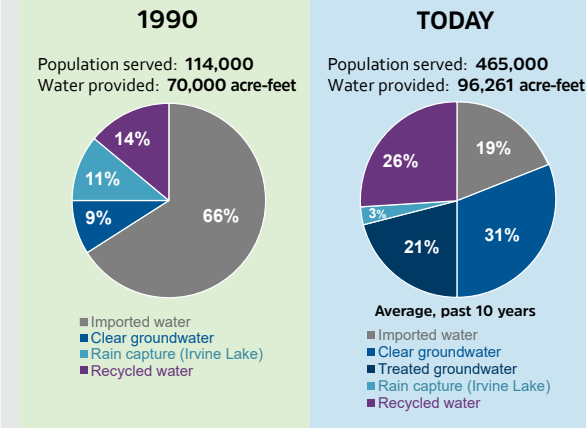 1990
Population served: 114,000
Water provided: 70,000 acre-feet
14%
11%
9%
66%
Imported water
Clear groundwater
Rain capture (Irvine Lake)
Recycled water
TODAY
Population served: 465,000
Water provided: 96,261 acre-feet
26%
19%
3%
21%
31%
Average, past 10 years
Imported water
Clear groundwater
Treated groundwater
Rain capture (Irvine Lake)
Recycled water